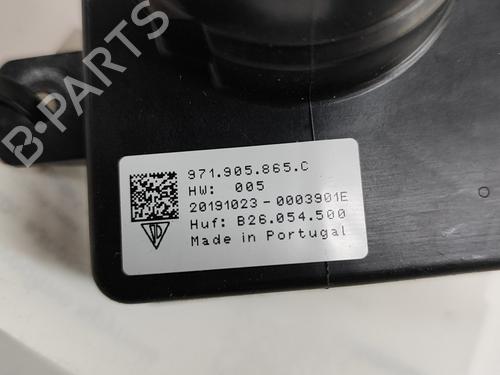 B-PARTS
971.905.865.C
HW: 005
20191023-0003901E
Huf: B26.054.500
Made in Portugal